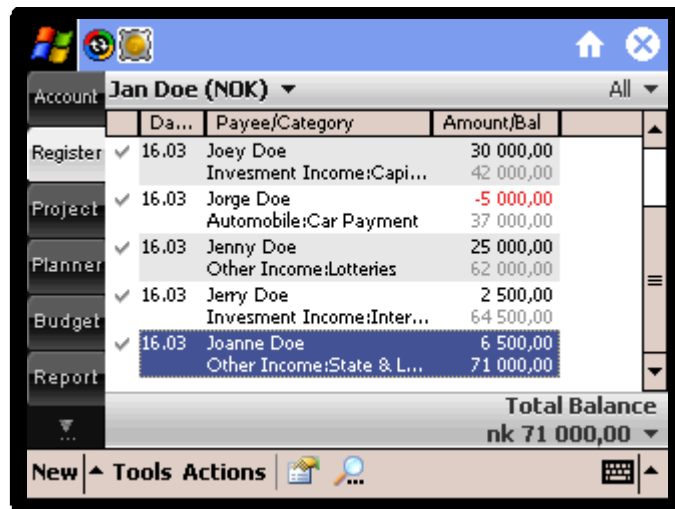 Jan Doe (NOK) All
Account
Da... Payee/Category Amount/Bal
Register
16.03 Joey Doe 30 000,00
Invesment Income:Capi... 42 000,00
Project
16.03 Jorge Doe -5 000,00
Automobile:Car Payment 37 000,00
Planner
16.03 Jenny Doe 25 000,00
Other Income:Lotteries 62 000,00
Budget
16.03 Jerry Doe 2 500,00
Invesment Income:Inter... 64 500,00
Report
16.03 Joanne Doe 6 500,00
Other Income:State & L... 71 000,00
Total Balance
nk 71 000,00
New Tools Actions